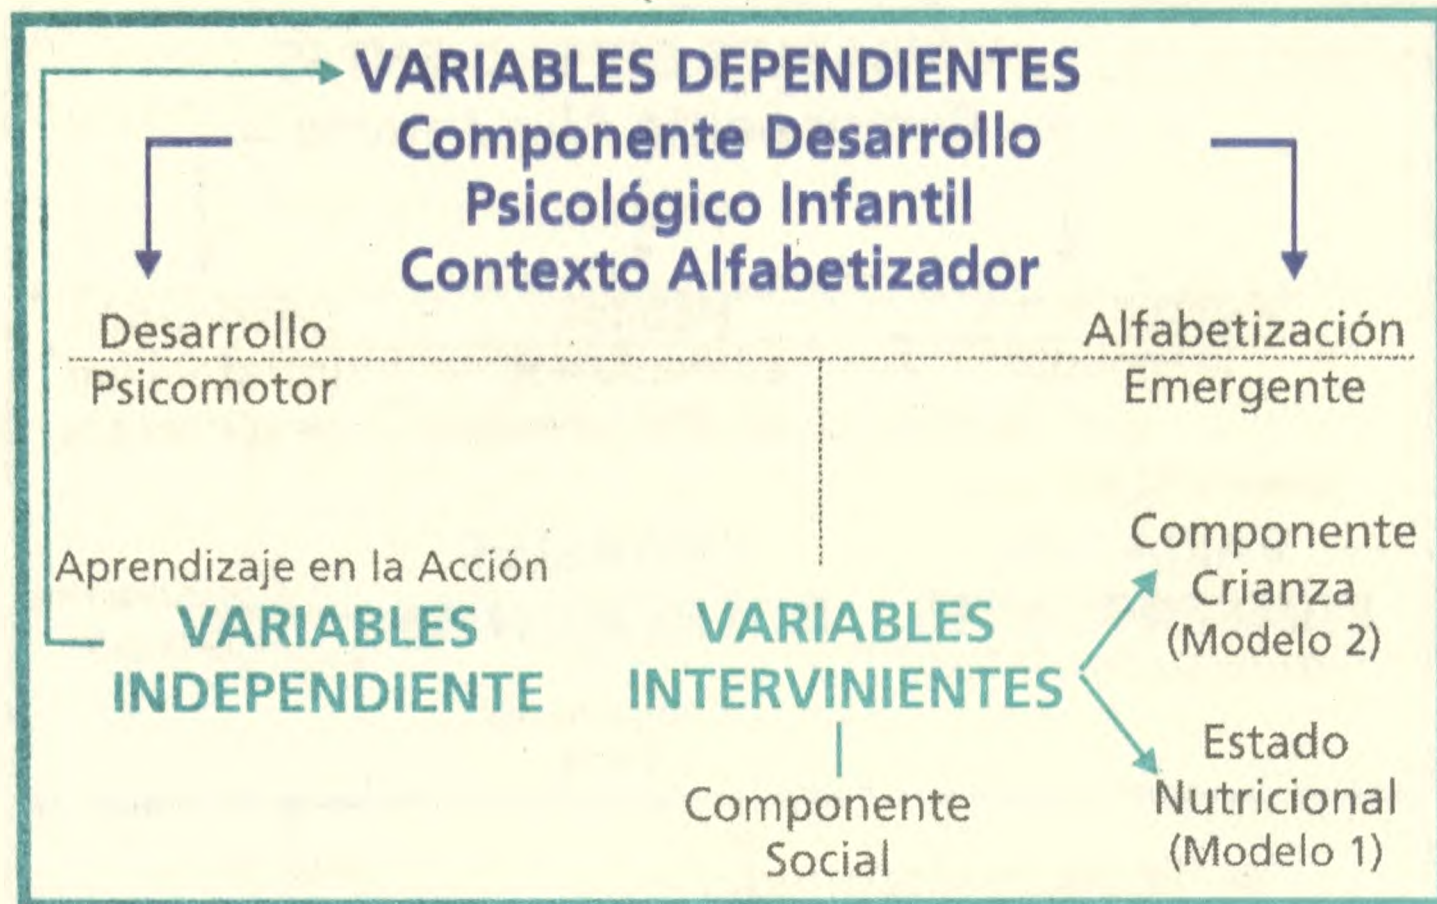 VARIABLES DEPENDIENTES
Componente Desarrollo
Psicológico Infantil
Contexto Alfabetizador
Desarrollo
Psicomotor
Alfabetización
Emergente
Aprendizaje en la Acción
VARIABLES
INDEPENDIENTE
VARIABLES
INTERVINIENTES
Componente
Social
Componente
Crianza
(Modelo 2)
Estado
Nutricional
(Modelo 1)